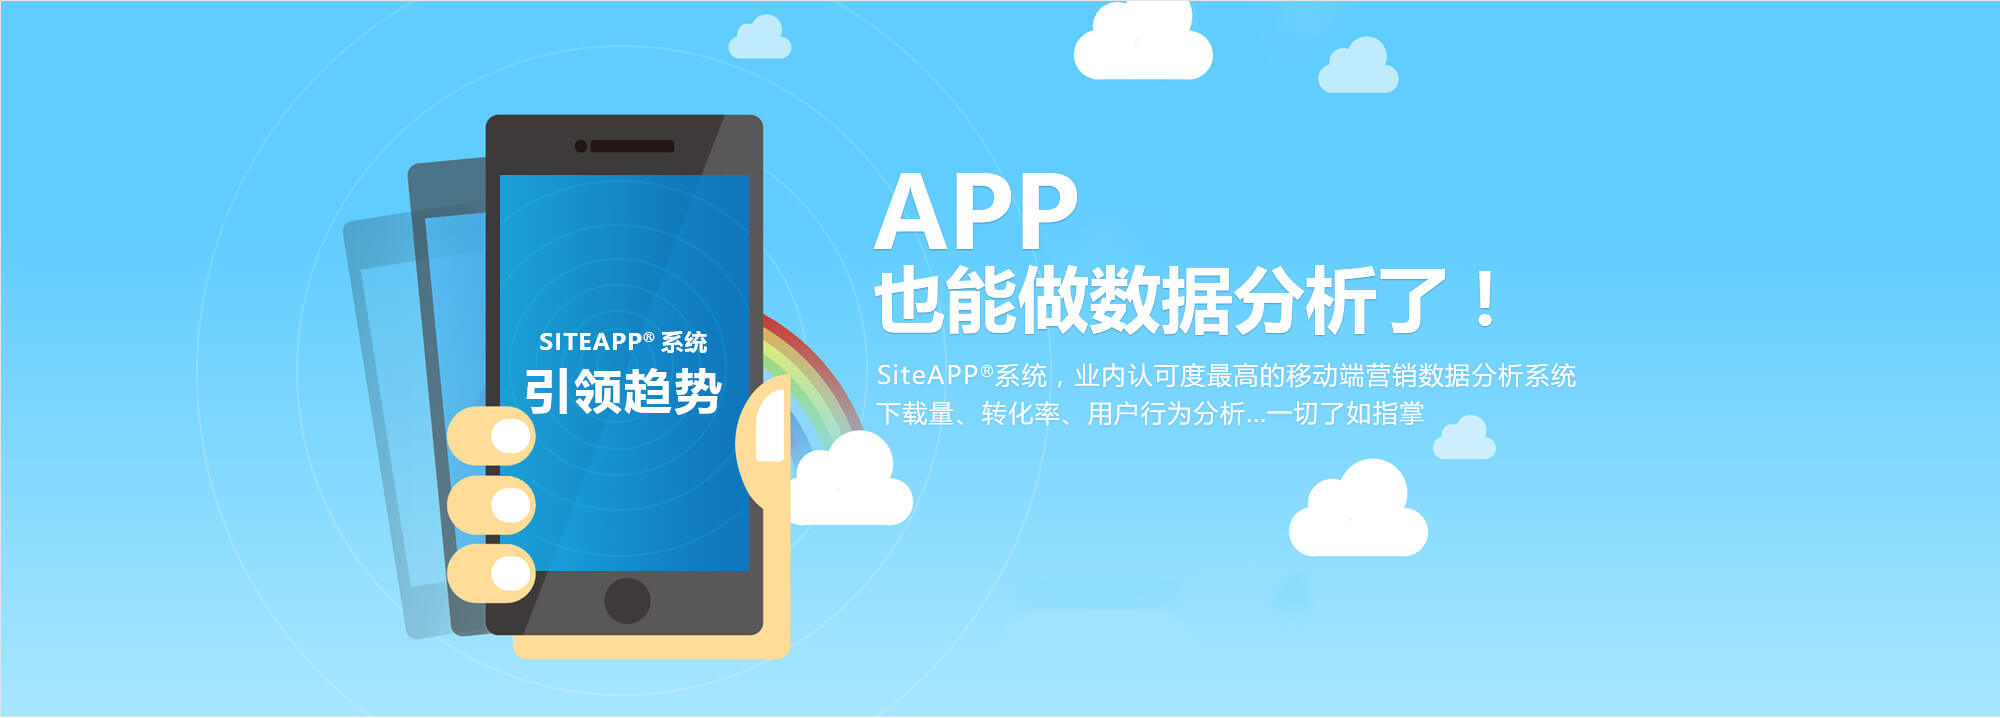 SITEAPP® 系统
引领趋势
APP
也能做数据分析了！
SiteAPP®系统，业内认可度最高的移动端营销数据分析系统
下载量、转化率、用户行为分析...一切了如指掌